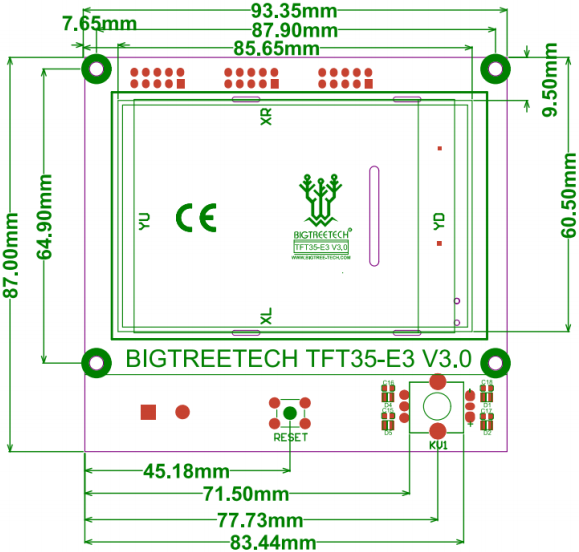 93.35mm
7.65mm
87.90mm
85.65mm
9.50mm
XR
60.50mm
87.00mm
64.90mm
YU
CE
YD
BIGTREETECH
TFT35-E3 V3.0
WWW.BIGTREE-TECH.COM
XL
BIGTREETECH TFT35-E3 V3.0
C16
D4
C15
D5
C18
D1
C17
D2
RESET
KV1
45.18mm
71.50mm
77.73mm
83.44mm